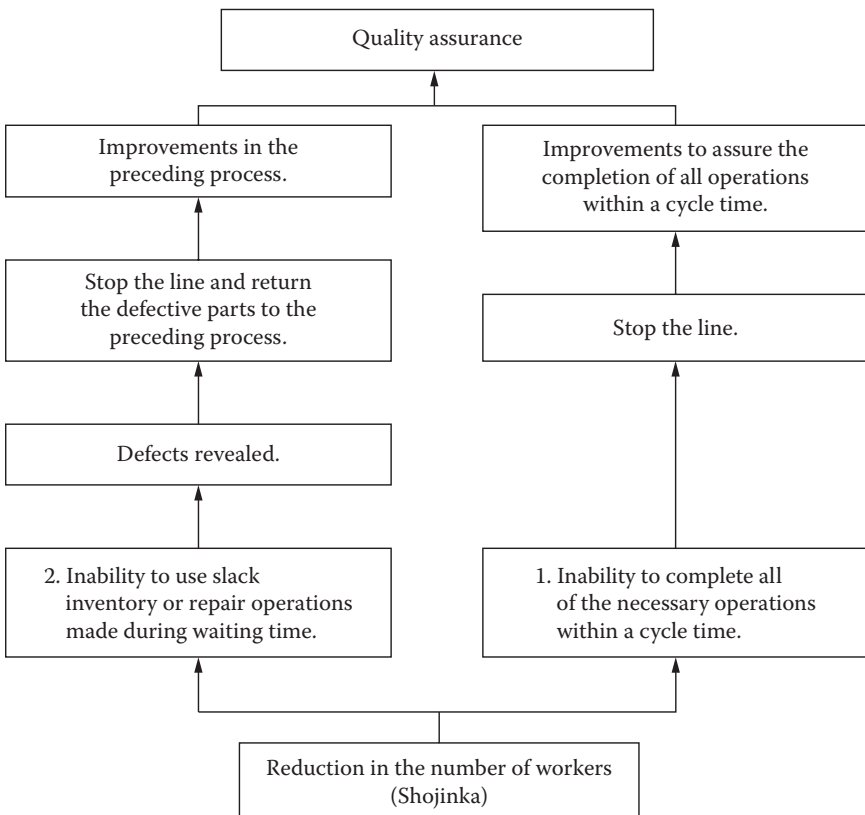 Quality assurance
Improvements in the
preceding process.
Improvements to assure the
completion of all operations
within a cycle time.
Stop the line and return
the defective parts to the
preceding process.
Stop the line.
Defects revealed.
2. Inability to use slack
inventory or repair operations
made during waiting time.
1. Inability to complete all
of the necessary operations
within a cycle time.
Reduction in the number of workers
(Shojinka)